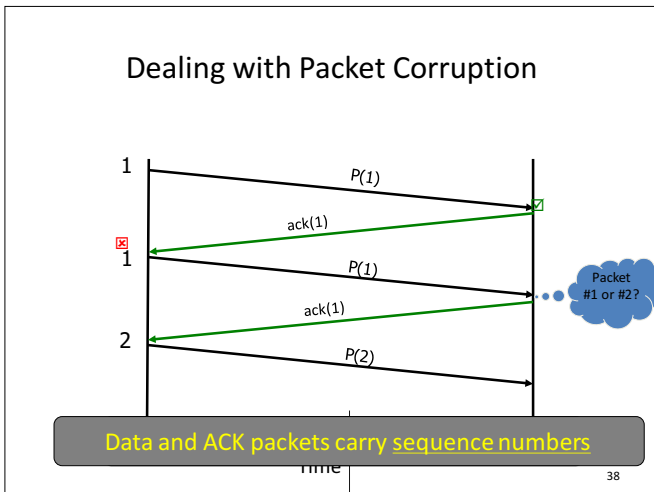 Dealing with Packet Corruption
1
P(1)
ack(1)
1
P(1)
Packet
#1 or #2?
ack(1)
2
P(2)
Data and ACK packets carry sequence numbers
Time
38